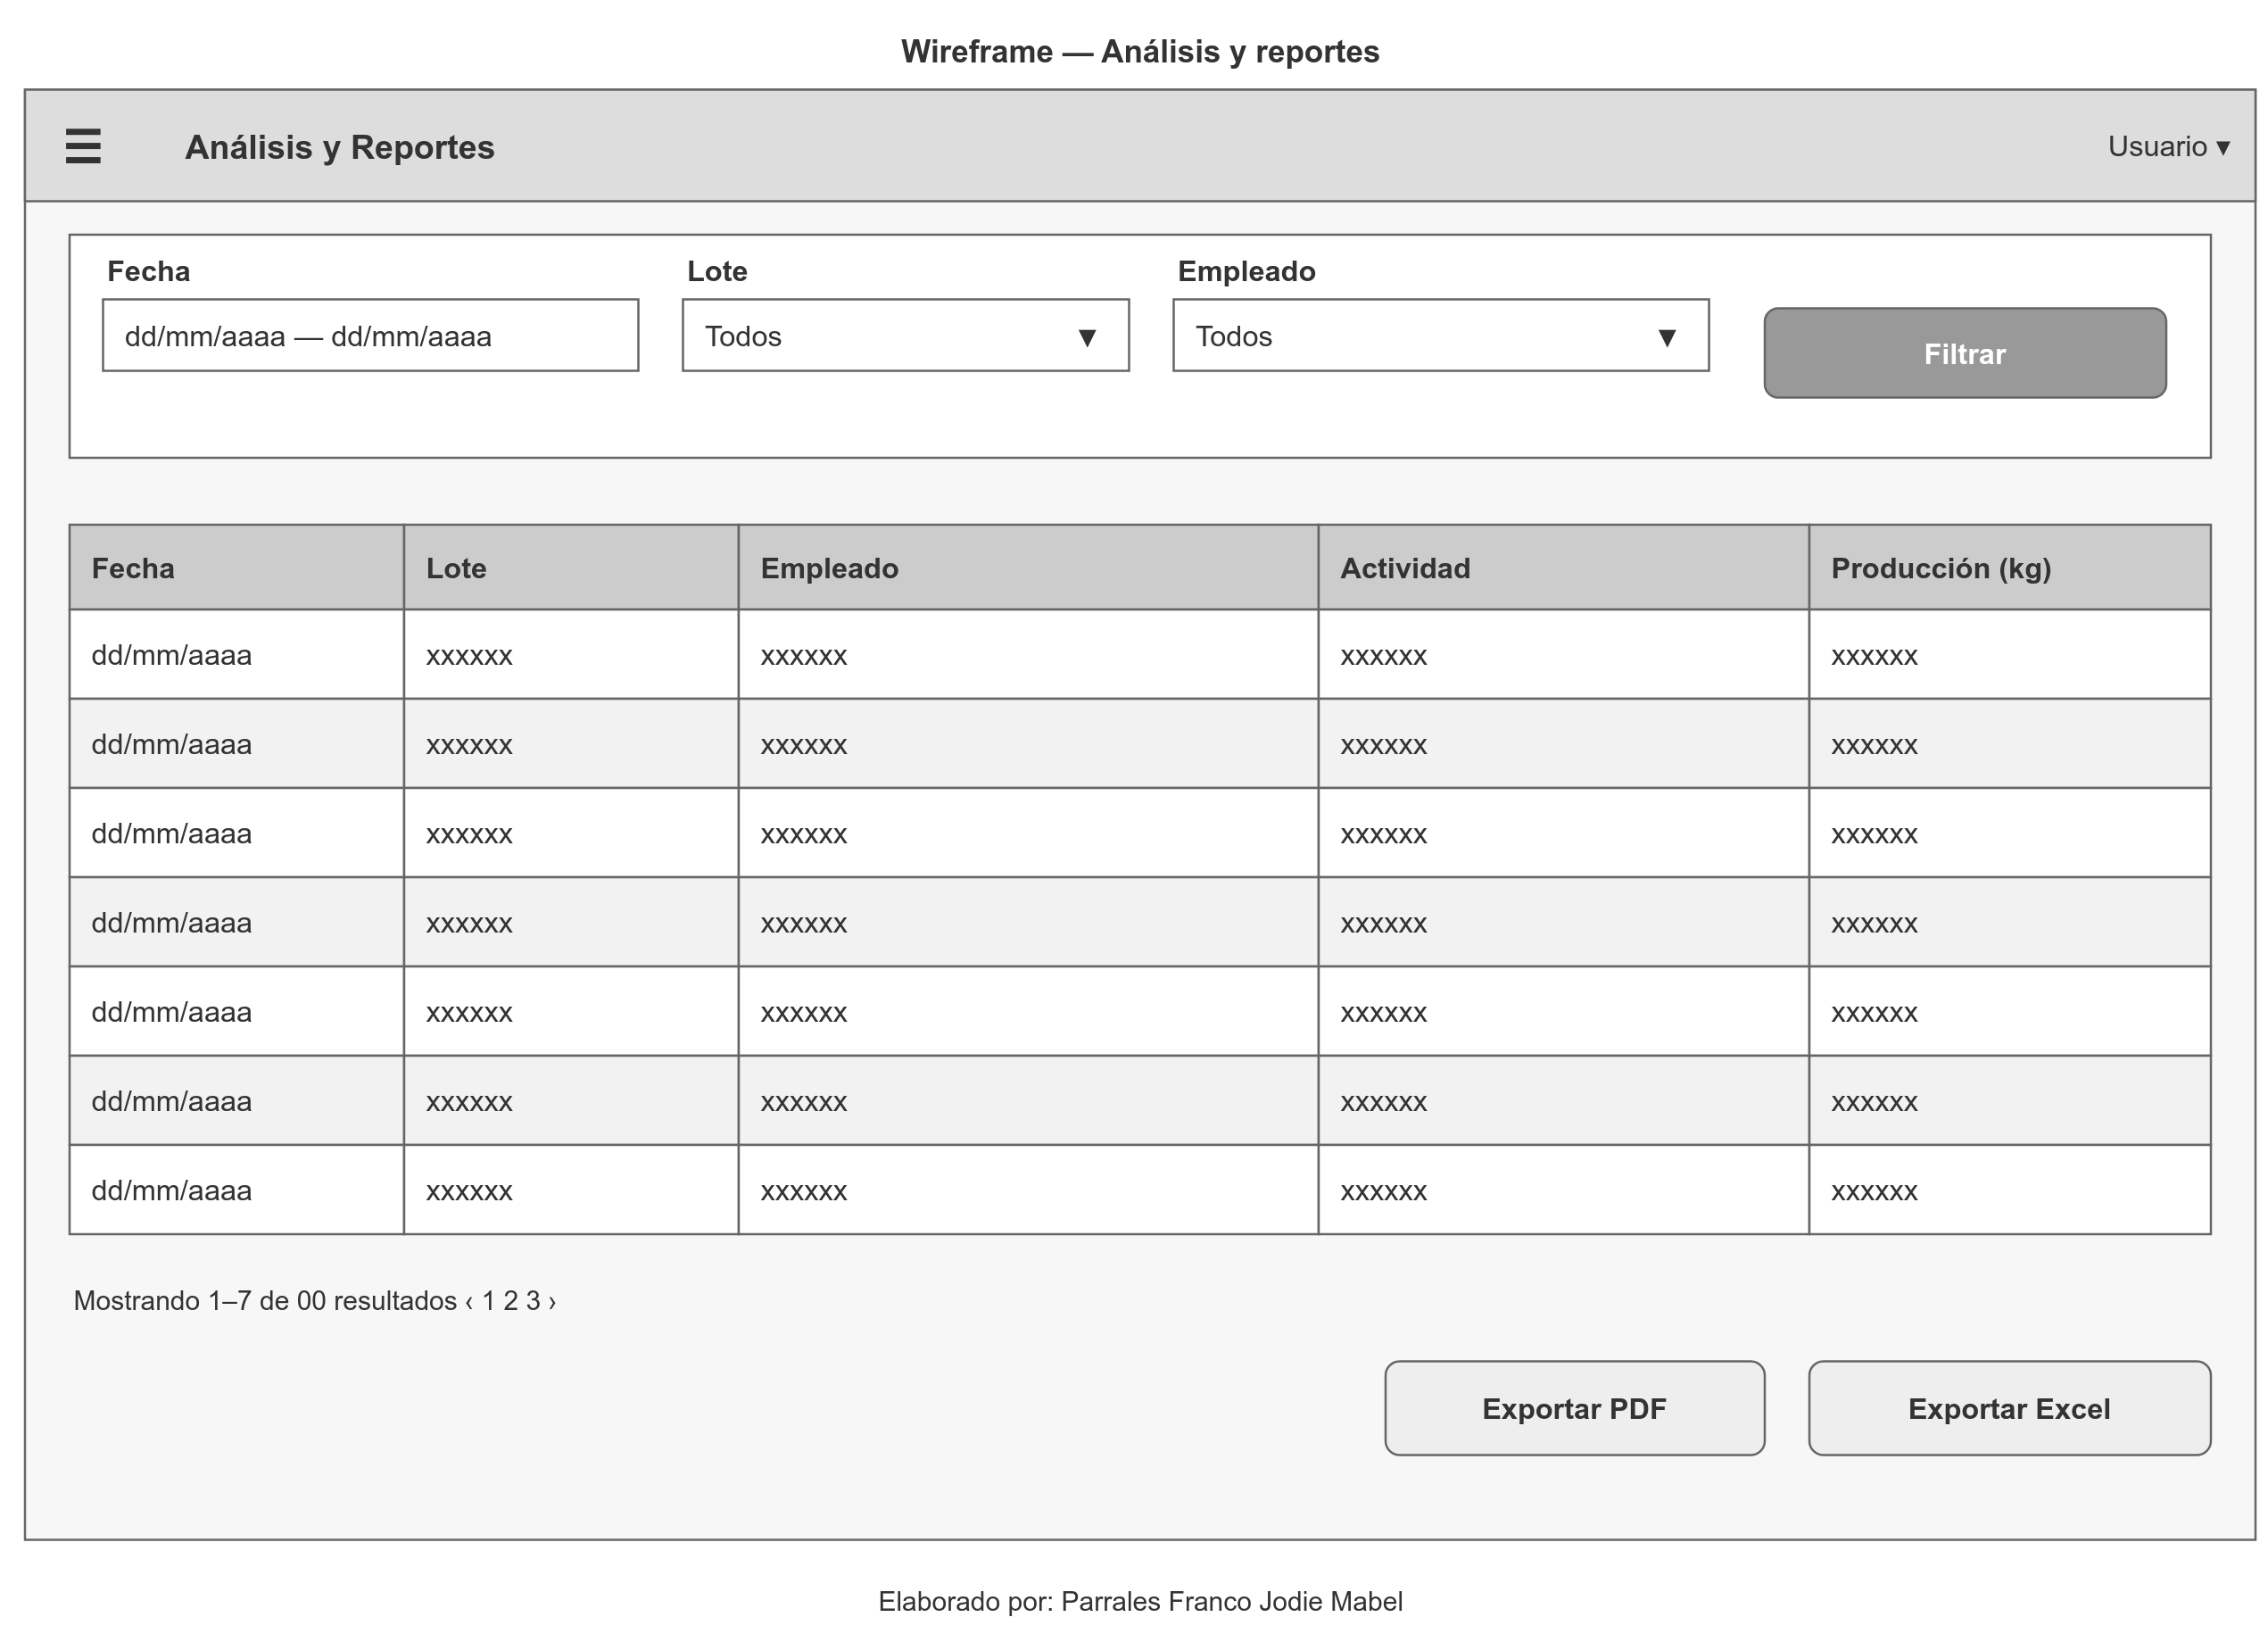 Wireframe — Análisis y reportes
☰ Análisis y Reportes Usuario ▾
Fecha Lote Empleado
dd/mm/aaaa — dd/mm/aaaa Todos ▼ Todos ▼ Filtrar
Fecha Lote Empleado Actividad Producción (kg)
dd/mm/aaaa xxxxxx xxxxxx xxxxxx xxxxxx
dd/mm/aaaa xxxxxx xxxxxx xxxxxx xxxxxx
dd/mm/aaaa xxxxxx xxxxxx xxxxxx xxxxxx
dd/mm/aaaa xxxxxx xxxxxx xxxxxx xxxxxx
dd/mm/aaaa xxxxxx xxxxxx xxxxxx xxxxxx
dd/mm/aaaa xxxxxx xxxxxx xxxxxx xxxxxx
dd/mm/aaaa xxxxxx xxxxxx xxxxxx xxxxxx
Mostrando 1–7 de 00 resultados ‹ 1 2 3 ›
Exportar PDF Exportar Excel
Elaborado por: Parrales Franco Jodie Mabel